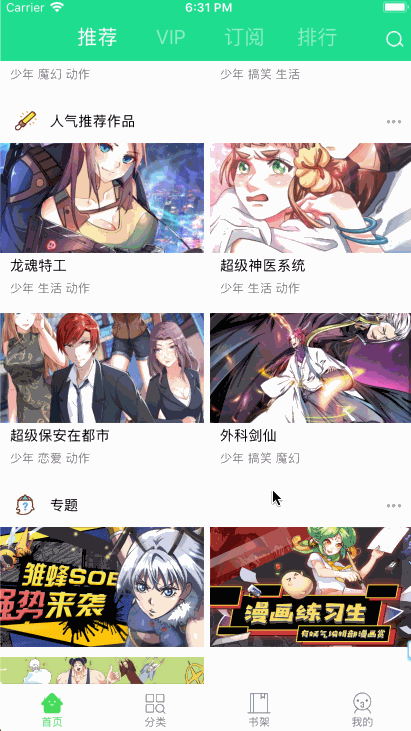 Carrier 6:31 PM
推荐 VIP 订阅 排行
少年 魔幻 动作
少年 搞笑 生活
人气推荐作品
龙魂特工
超级神医系统
少年 生活 动作
少年 生活 动作
超级保安在都市
外科剑仙
少年 恋爱 动作
少年 搞笑 魔幻
专题
雏蜂SOE
强势来袭
漫画练习生
有妖气编辑部漫画赏
首页 分类 书架 我的